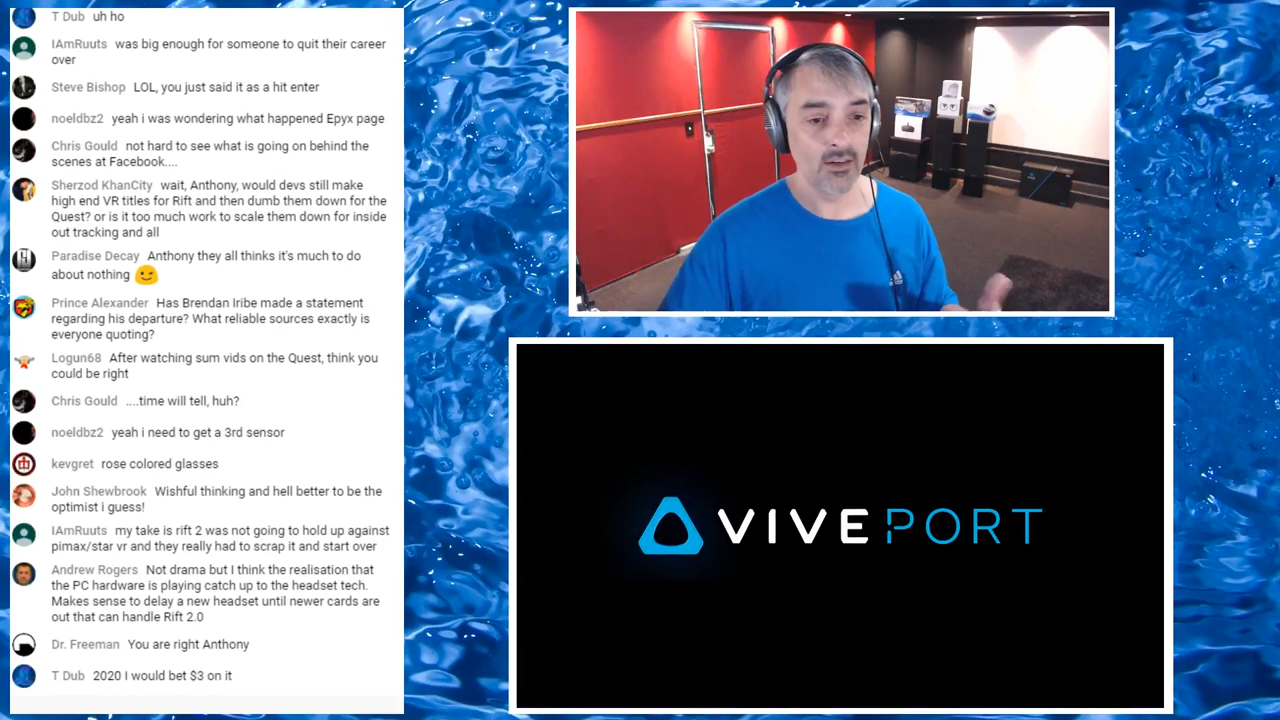 T Dub uh ho
IAmRuuts was big enough for someone to quit their career
over
Steve Bishop LOL, you just said it as a hit enter
noeldbz2 yeah i was wondering what happened Epyx page
Chris Gould not hard to see what is going on behind the
scenes at Facebook....
Sherzod KhanCity wait, Anthony, would devs still make
high end VR titles for Rift and then dumb them down for the
Quest? or is it too much work to scale them down for inside
out tracking and all
Paradise Decay Anthony they all thinks it's much to do
about nothing
Prince Alexander Has Brendan Iribe made a statement
regarding his departure? What reliable sources exactly is
everyone quoting?
Logun68 After watching sum vids on the Quest, think you
could be right
Chris Gould ....time will tell, huh?
noeldbz2 yeah i need to get a 3rd sensor
kevgret rose colored glasses
John Shewbrook Wishful thinking and hell better to be the
optimist i guess!
IAmRuuts my take is rift 2 was not going to hold up against
pimax/star vr and they really had to scrap it and start over
Andrew Rogers Not drama but I think the realisation that
the PC hardware is playing catch up to the headset tech.
Makes sense to delay a new headset until newer cards are
out that can handle Rift 2.0
Dr. Freeman You are right Anthony
T Dub 2020 I would bet $3 on it
VIVEPORT